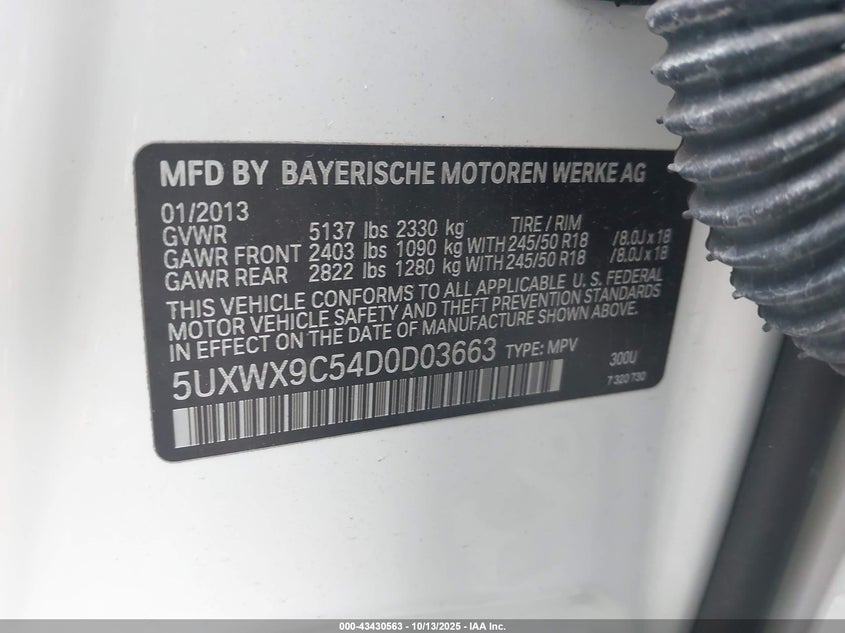 MFD BY BAYERISCHE MOTOREN WERKE AG
01/2013 TIRE / RIM
GVWR 5137 lbs 2330 kg
GAWR FRONT 2403 lbs 1090 kg WITH 245/50 R18 /8.0J x 18
GAWR REAR 2822 lbs 1280 kg WITH 245/50 R18 /8.0J x 18
THIS VEHICLE CONFORMS TO ALL APPLICABLE U. S. FEDERAL
MOTOR VEHICLE SAFETY AND THEFT PREVENTION STANDARDS
IN EFFECT ON THE DATE OF MANUFACTURE SHOWN ABOVE.
5UXWX9C54D0D03663 TYPE: MPV 300U
7 320 730
000-43430563 | 10/13/2025 - IAA Inc.